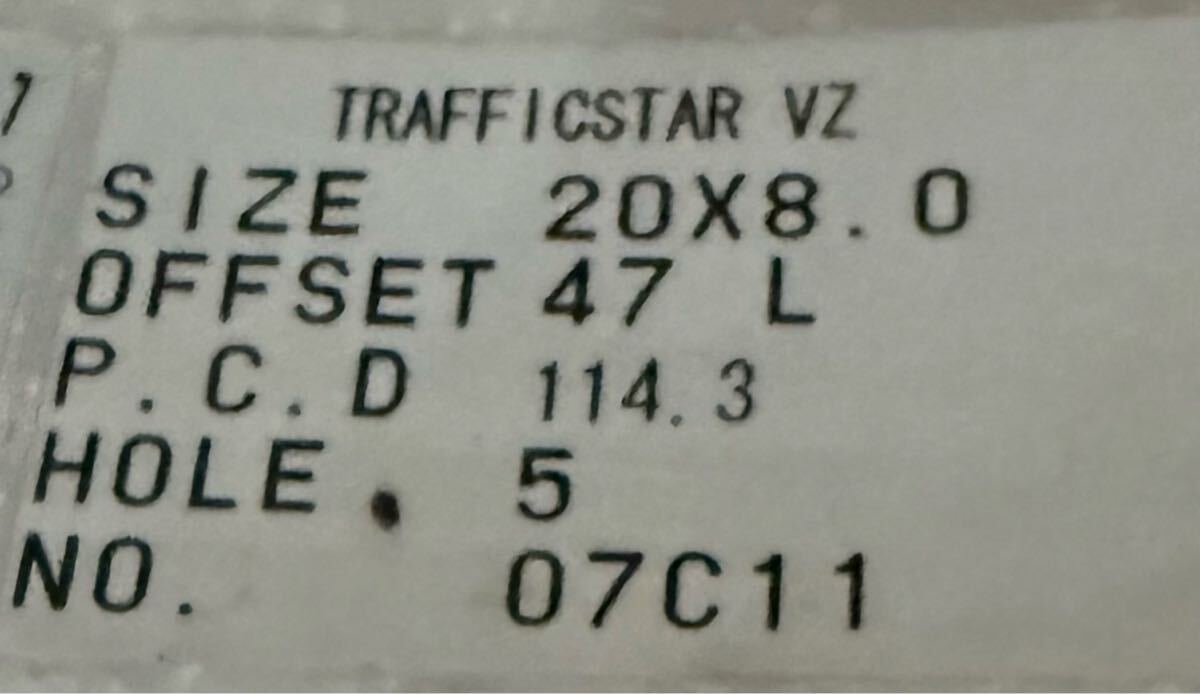 TRAFFICSTAR VZ
SIZE 20X8.0
OFFSET 47 L
P.C.D 114.3
HOLE. 5
NO. 07C11